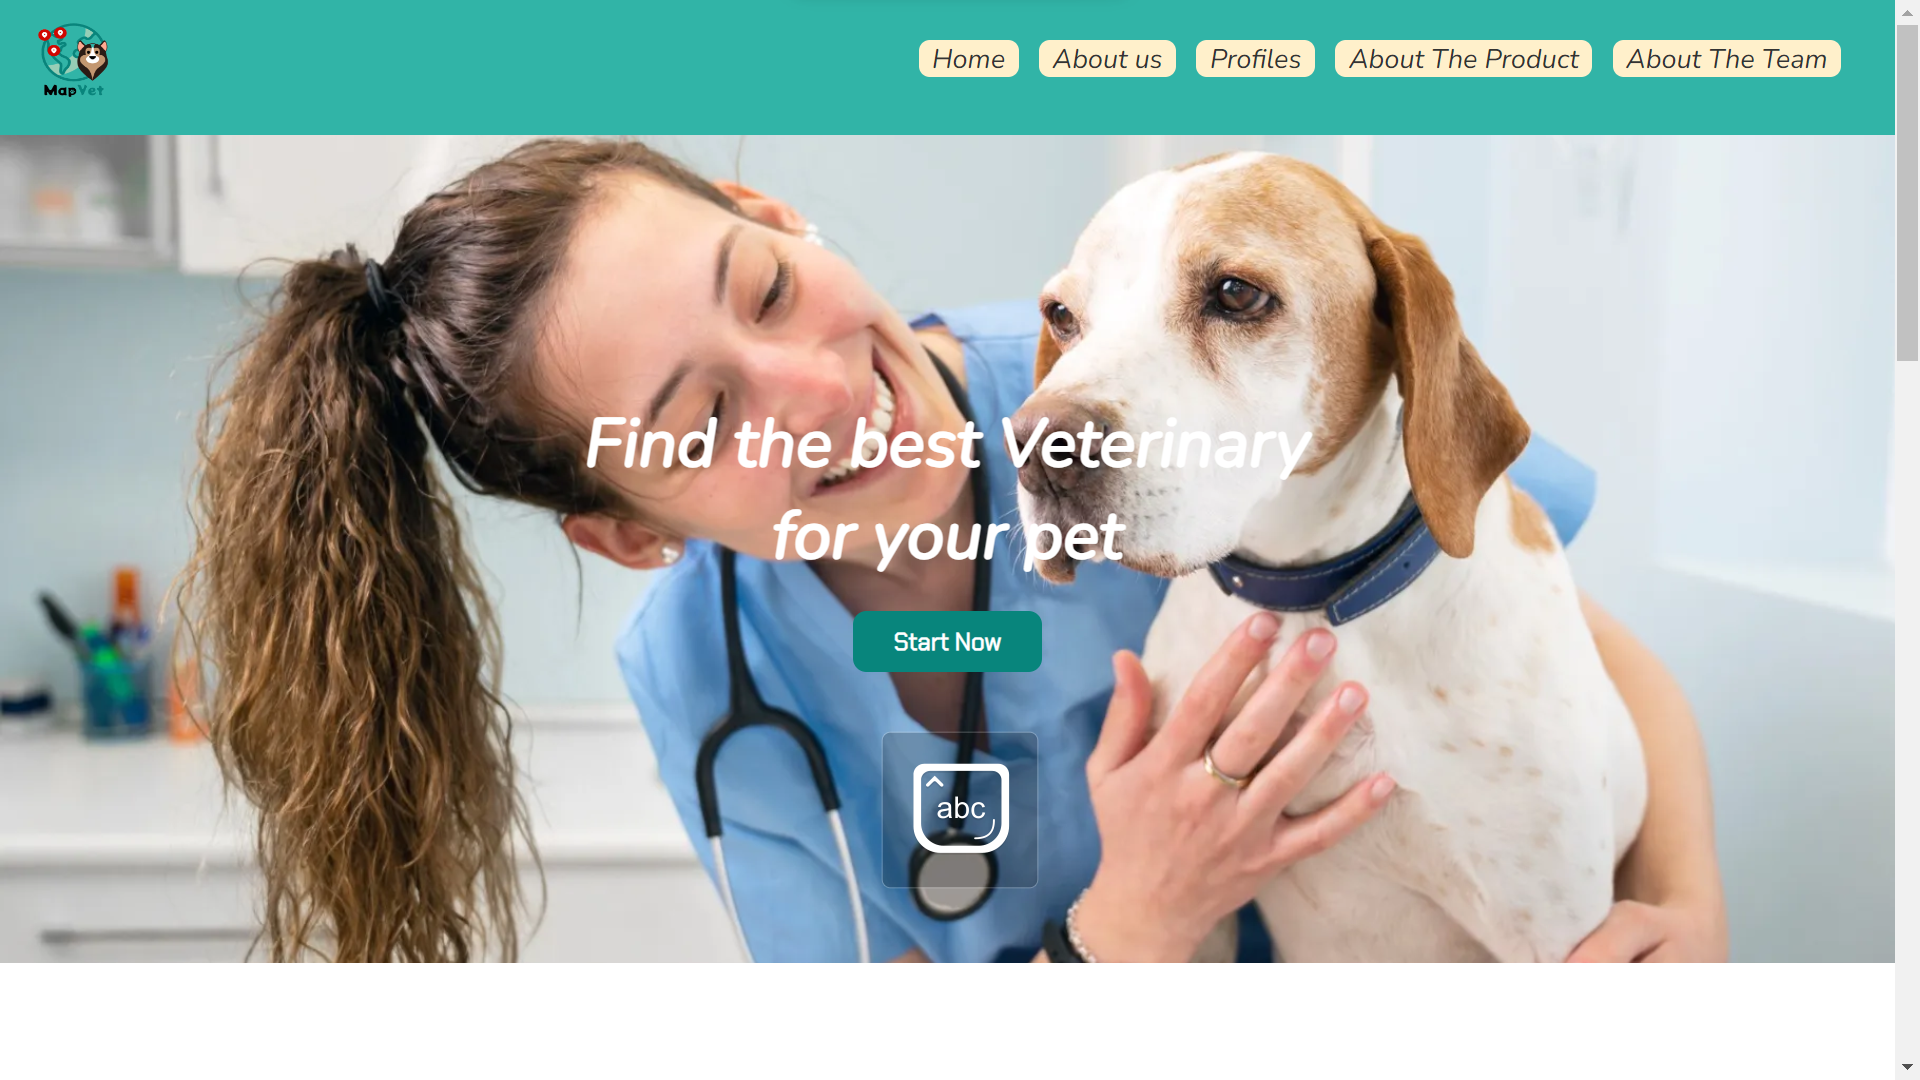 MapVet
Home
About us
Profiles
About The Product
About The Team
Find the best Veterinary
for your pet
Start Now
abc